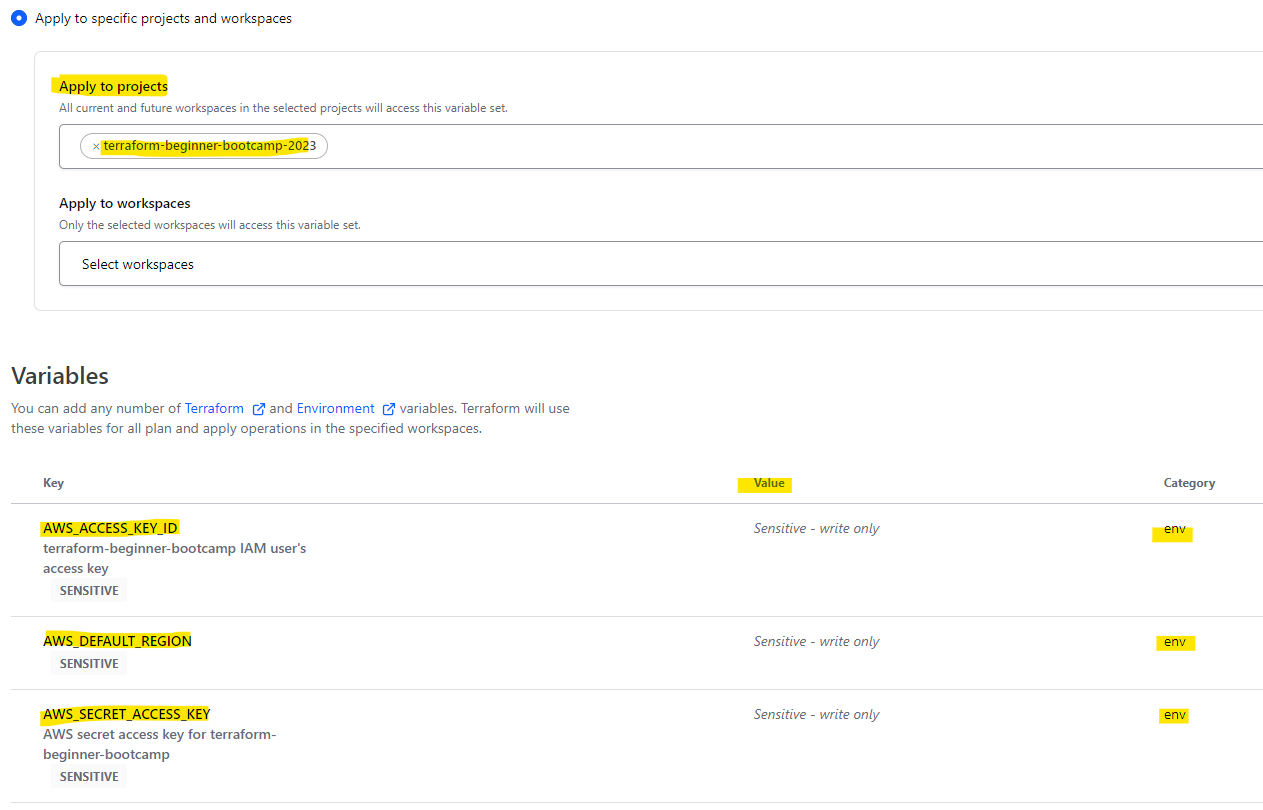 Apply to specific projects and workspaces
Apply to projects
All current and future workspaces in the selected projects will access this variable set.
× terraform-beginner-bootcamp-2023
Apply to workspaces
Only the selected workspaces will access this variable set.
Select workspaces
Variables
You can add any number of Terraform and Environment variables. Terraform will use
these variables for all plan and apply operations in the specified workspaces.
Key Value Category
AWS_ACCESS_KEY_ID Sensitive - write only env
terraform-beginner-bootcamp IAM user's
access key
SENSITIVE
AWS_DEFAULT_REGION Sensitive - write only env
SENSITIVE
AWS_SECRET_ACCESS_KEY Sensitive - write only env
AWS secret access key for terraform-
beginner-bootcamp
SENSITIVE